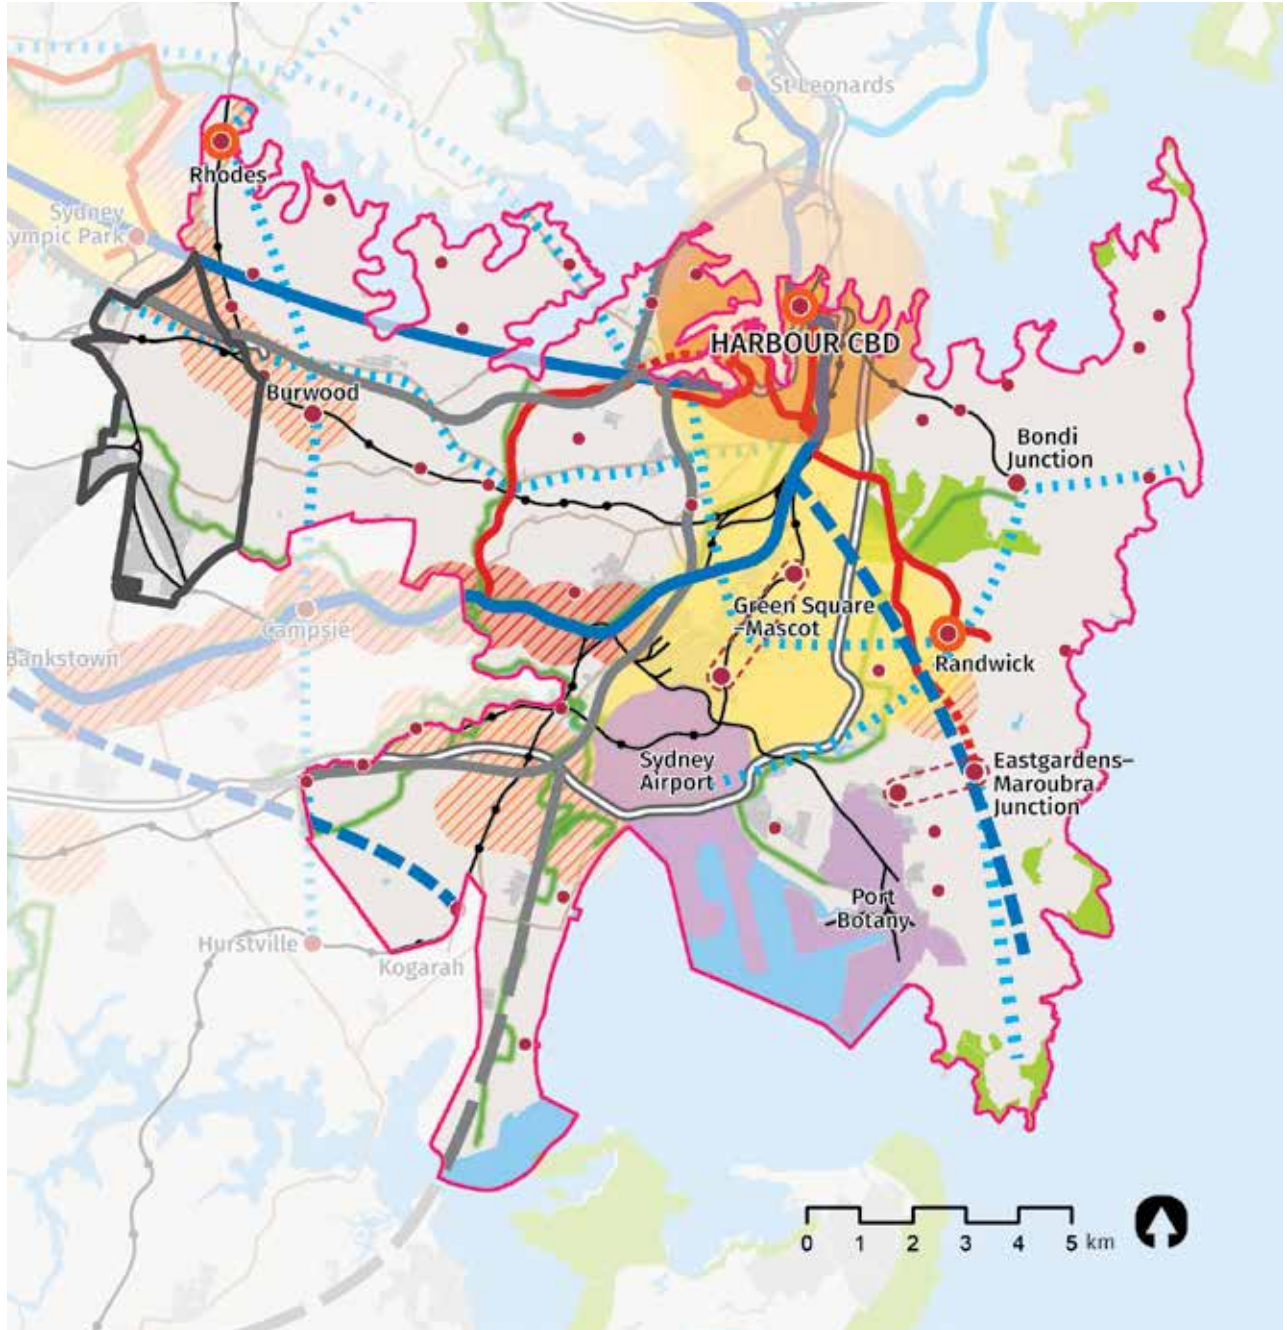 St Leonards
Rhodes
Sydney
ympic Park
HARBOUR CBD
Burwood
Bondi
Junction
Green Square
–Mascot
Campsie
Bankstown
Randwick
Sydney
Airport
Eastgardens–
Maroubra
Junction
Port
Botany
Hurstville
Kogarah
0 1 2 3 4 5 km